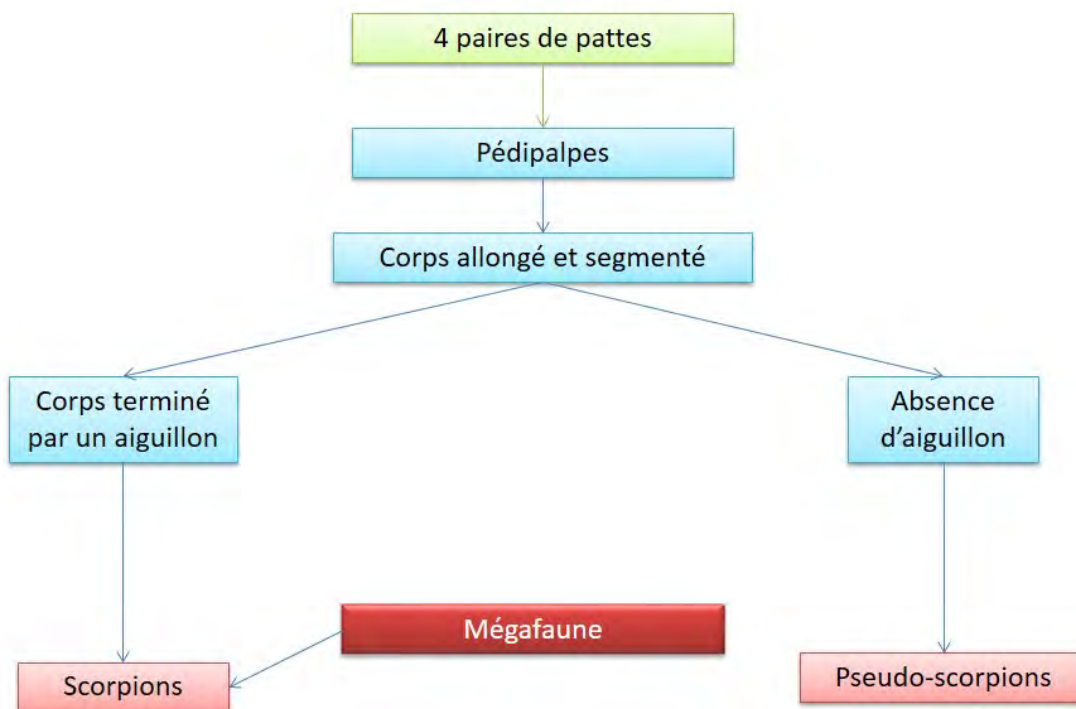 4 paires de pattes
Pédipalpes
Corps allongé et segmenté
Corps terminé
par un aiguillon
Absence
d'aiguillon
Mégafaune
Scorpions
Pseudo-scorpions